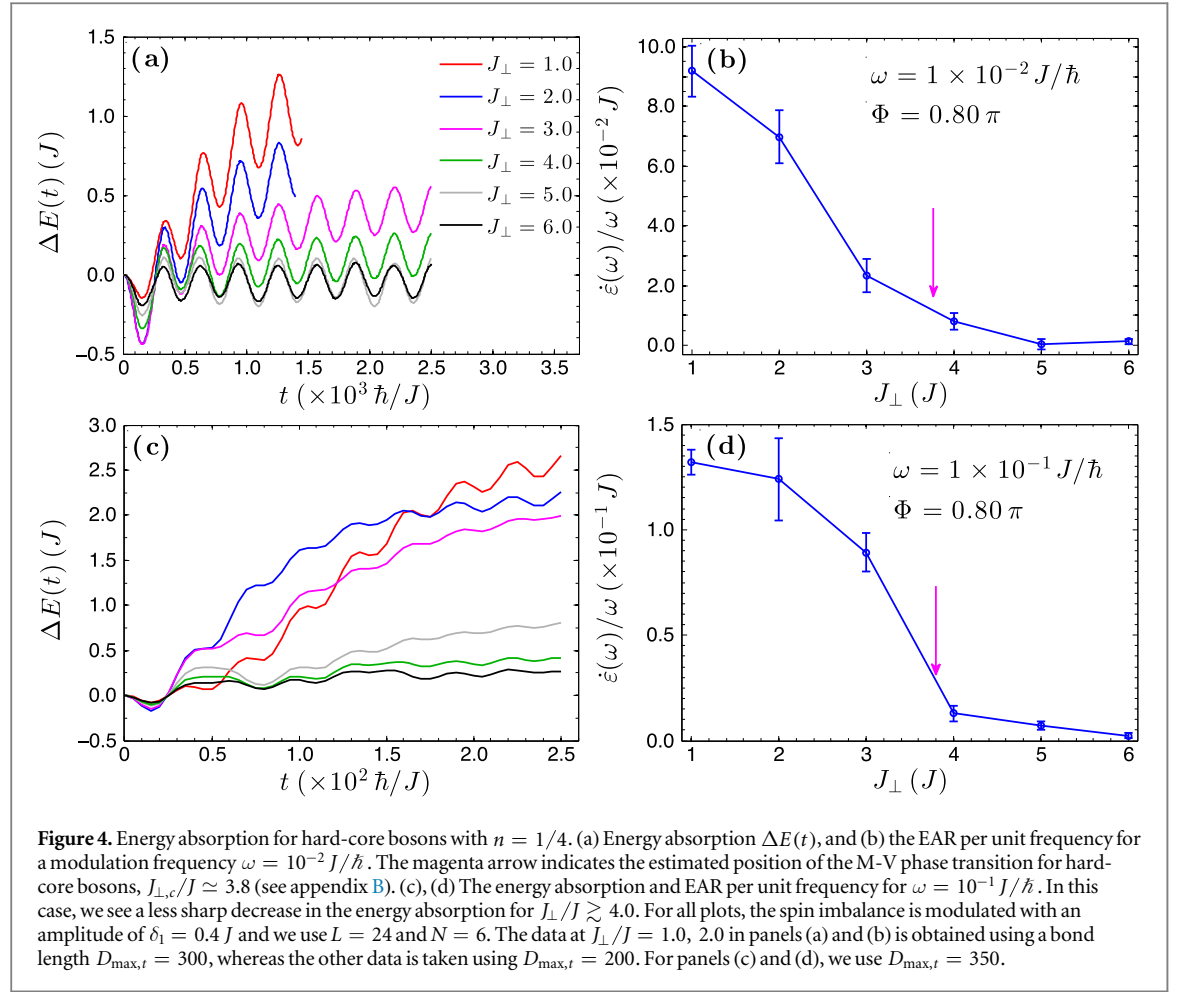 (a)
1.5
1.0
0.5
0.0
−0.5
ΔE(t) (J)
J⊥ = 1.0
J⊥ = 2.0
J⊥ = 3.0
J⊥ = 4.0
J⊥ = 5.0
J⊥ = 6.0
0 0.5 1.0 1.5 2.0 2.5 3.0 3.5
t (×10³ ℏ/J)
(b)
10.0
8.0
6.0
4.0
2.0
0.0
ε̇(ω)/ω (×10⁻² J)
ω = 1 × 10⁻² J/ℏ
Φ = 0.80 π
1 2 3 4 5 6
J⊥ (J)
(c)
3.0
2.5
2.0
1.5
1.0
0.5
0.0
−0.5
ΔE(t) (J)
0 0.5 1.0 1.5 2.0 2.5
t (×10² ℏ/J)
(d)
1.5
1.0
0.5
0.0
ε̇(ω)/ω (×10⁻¹ J)
ω = 1 × 10⁻¹ J/ℏ
Φ = 0.80 π
1 2 3 4 5 6
J⊥ (J)
Figure 4. Energy absorption for hard-core bosons with n = 1/4. (a) Energy absorption ΔE(t), and (b) the EAR per unit frequency for
a modulation frequency ω = 10⁻² J/ℏ. The magenta arrow indicates the estimated position of the M-V phase transition for hard-
core bosons, J⊥,c/J ≃ 3.8 (see appendix B). (c), (d) The energy absorption and EAR per unit frequency for ω = 10⁻¹ J/ℏ. In this
case, we see a less sharp decrease in the energy absorption for J⊥/J ≳ 4.0. For all plots, the spin imbalance is modulated with an
amplitude of δ₁ = 0.4 J and we use L = 24 and N = 6. The data at J⊥/J = 1.0, 2.0 in panels (a) and (b) is obtained using a bond
length Dmax,t = 300, whereas the other data is taken using Dmax,t = 200. For panels (c) and (d), we use Dmax,t = 350.